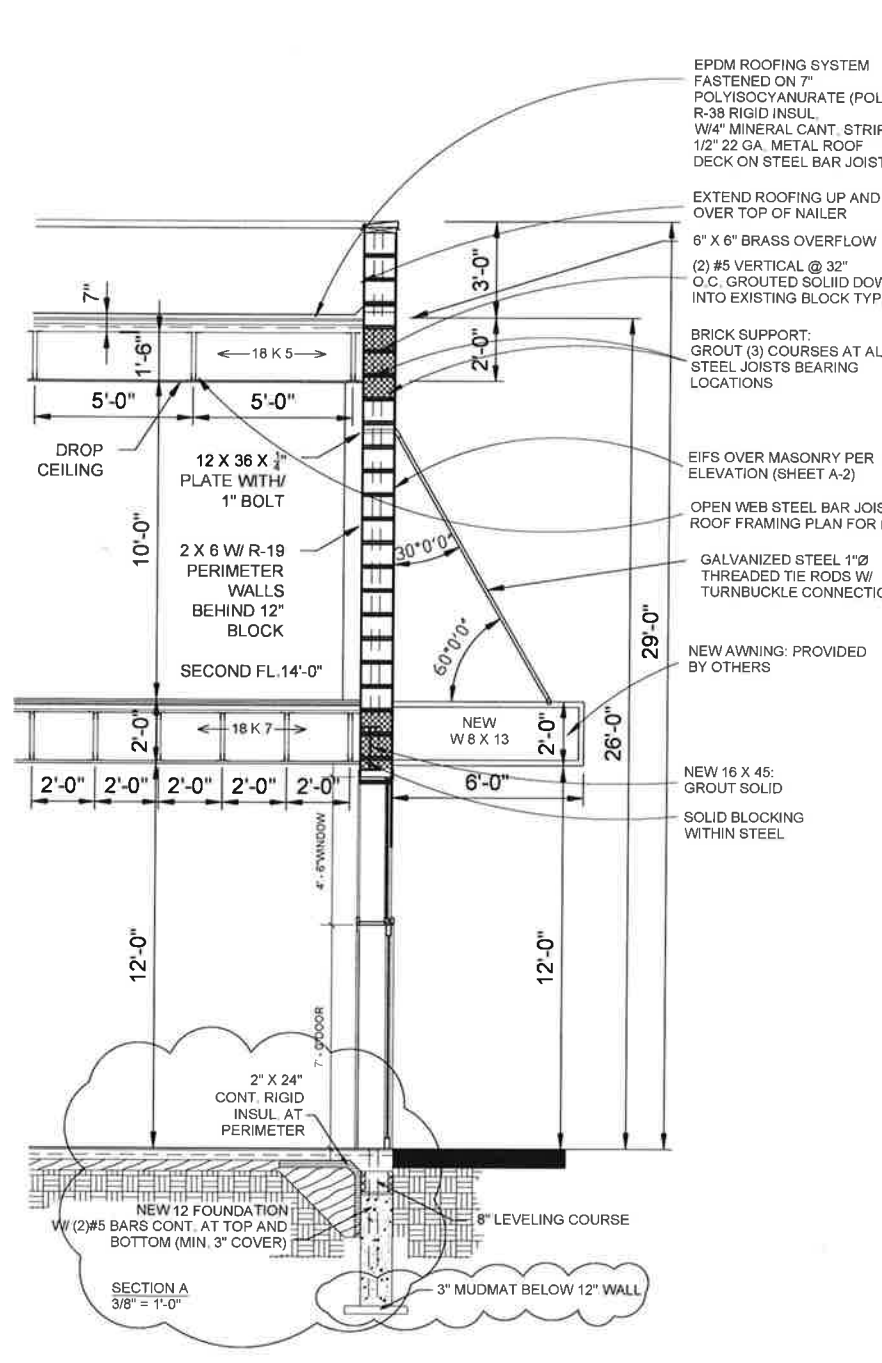 EPDM ROOFING SYSTEM
FASTENED ON 7"
POLYISOCYANURATE (POL
R-38 RIGID INSUL.
W/4" MINERAL CANT. STRIP
1/2" 22 GA. METAL ROOF
DECK ON STEEL BAR JOIST
EXTEND ROOFING UP AND
OVER TOP OF NAILER
6" X 6" BRASS OVERFLOW
(2) #5 VERTICAL @ 32"
O.C. GROUTED SOLIID DOW
INTO EXISTING BLOCK TYP
BRICK SUPPORT:
GROUT (3) COURSES AT AL
STEEL JOISTS BEARING
LOCATIONS
EIFS OVER MASONRY PER
ELEVATION (SHEET A-2)
OPEN WEB STEEL BAR JOIS
ROOF FRAMING PLAN FOR
GALVANIZED STEEL 1"Ø
THREADED TIE RODS W/
TURNBUCKLE CONNECTIO
NEW AWNING: PROVIDED
BY OTHERS
NEW 16 X 45:
GROUT SOLID
SOLID BLOCKING
WITHIN STEEL
7"
1'-6"
18 K 5
5'-0"
5'-0"
3'-0"
2'-0"
DROP
CEILING
12 X 36 X
PLATE WITH/
1" BOLT
10'-0"
2 X 6 W/ R-19
PERIMETER
WALLS
BEHIND 12"
BLOCK
SECOND FL.14'-0"
30°0'0"
60°0'0"
29'-0"
26'-0"
2'-0"
18 K 7
NEW
W 8 X 13
2'-0"
2'-0"
2'-0"
2'-0"
2'-0"
2'-0"
6'-0"
4'- 6"WINDOW
12'-0"
12'-0"
7'- 0"DOOR
2" X 24"
CONT. RIGID
INSUL. AT
PERIMETER
NEW 12 FOUNDATION
W/ (2)#5 BARS CONT. AT TOP AND
BOTTOM (MIN. 3" COVER)
8" LEVELING COURSE
SECTION A
3/8" = 1'-0"
3" MUDMAT BELOW 12" WALL